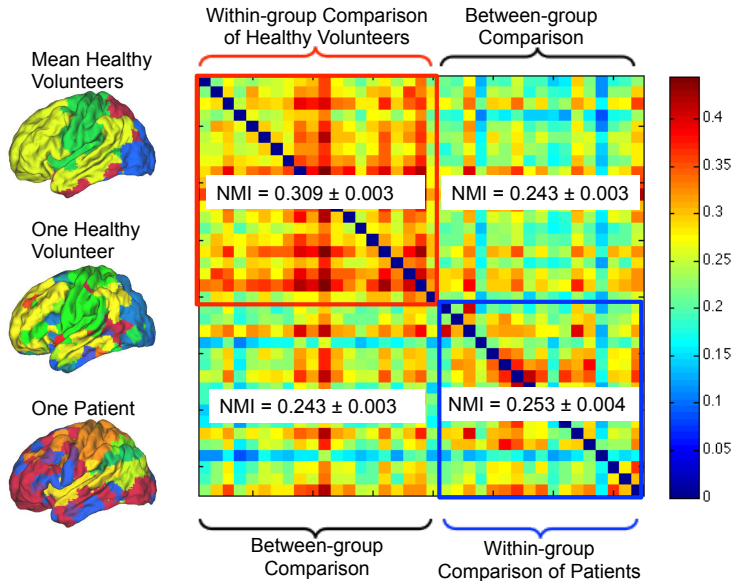 Within-group Comparison
of Healthy Volunteers
Between-group
Comparison
Mean Healthy
Volunteers
One Healthy
Volunteer
One Patient
NMI = 0.309 ± 0.003
NMI = 0.243 ± 0.003
NMI = 0.243 ± 0.003
NMI = 0.253 ± 0.004
0.4
0.35
0.3
0.25
0.2
0.15
0.1
0.05
0
Between-group
Comparison
Within-group
Comparison of Patients